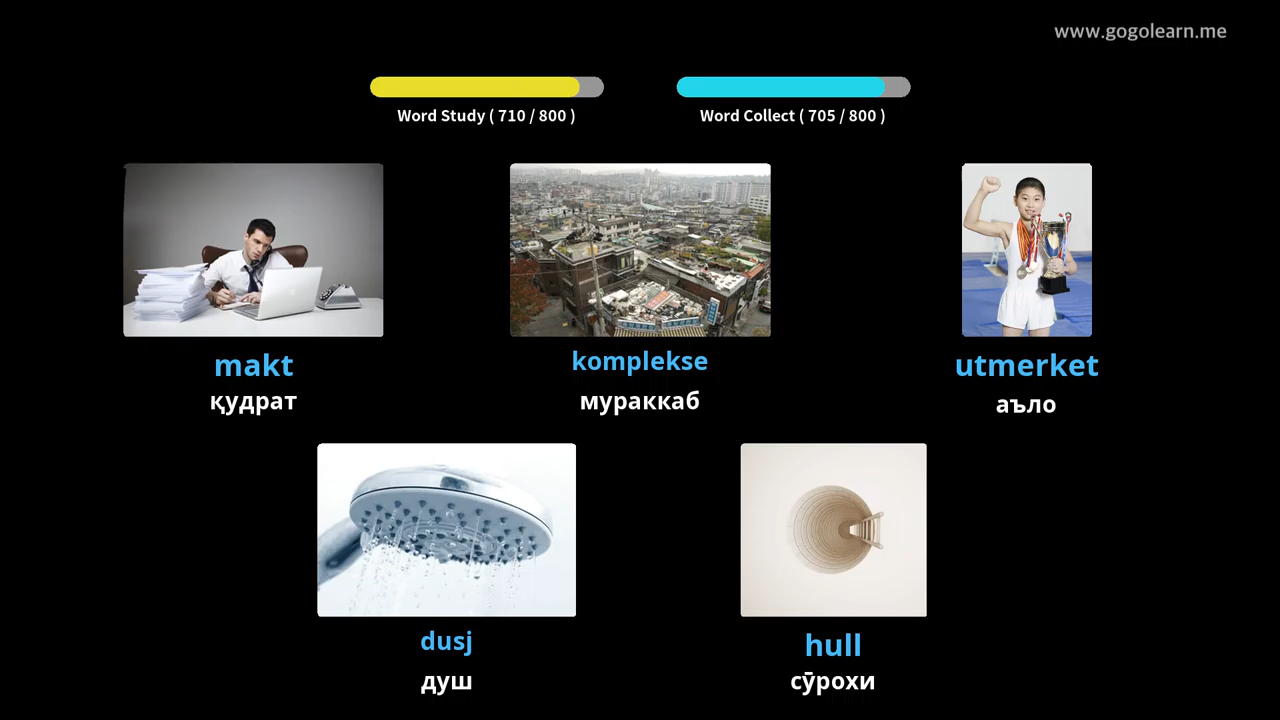 www.gogolearn.me
Word Study ( 710 / 800 )
Word Collect ( 705 / 800 )
makt
қудрат
komplekse
мураккаб
utmerket
аъло
dusj
душ
hull
сӯрохи